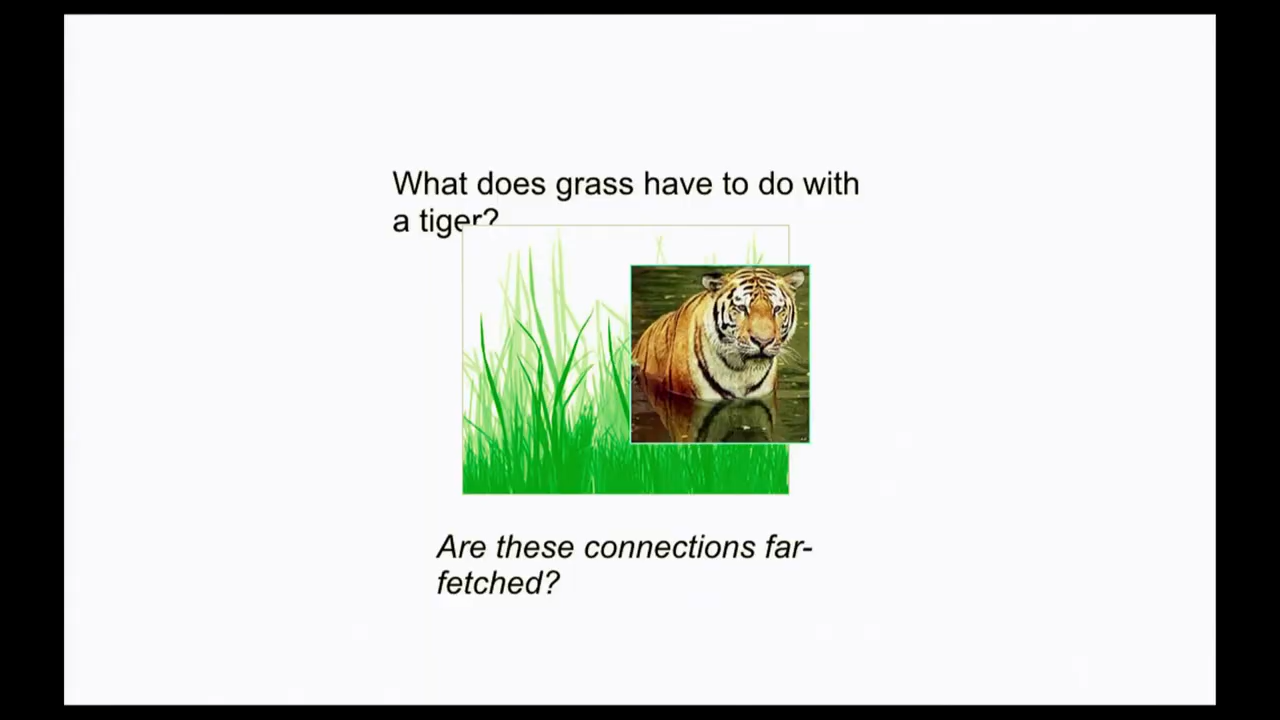 What does grass have to do with
a tiger?
Are these connections far-
fetched?